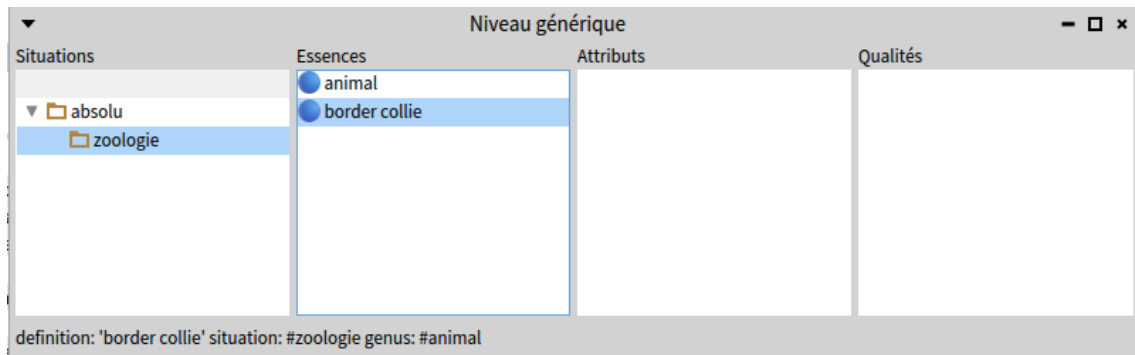 Niveau générique
Situations Essences Attributs Qualités
animal
absolu border collie
zoologie
definition: 'border collie' situation: #zoologie genus: #animal